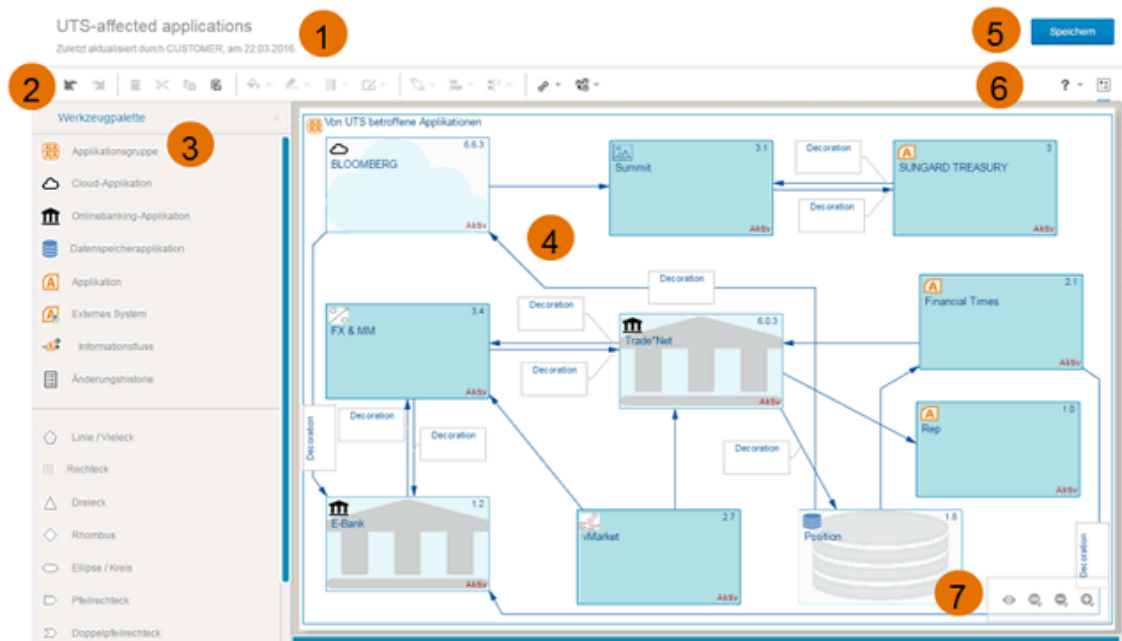 UTS-affected applications
Zuletzt aktualisiert durch CUSTOMER, am 22.03.2016.
1
5
Speichern
2
6
?
Werkzeugpalette
3
Applikationsgruppe
Cloud-Applikation
Onlinebanking-Applikation
Datenspeicherapplikation
A
Applikation
A
Externes System
Informationsfluss
Änderungshistorie
Linie / Vieleck
Rechteck
Dreieck
Rhombus
Ellipse / Kreis
Pfeilrechteck
Doppelpfeilrechteck
Von UTS betroffene Applikationen
6.6.3
BLOOMBERG
Aktiv
3.1
Summit
Aktiv
Decoration
Decoration
A
3
SUNGARD TREASURY
Aktiv
4
Decoration
A
2.1
Financial Times
Aktiv
3.4
FX & MM
Aktiv
Decoration
Decoration
6.0.3
Trade*Net
Aktiv
A
1.0
Rep
Aktiv
Decoration
Decoration
Decoration
Decoration
1.2
E-Bank
Aktiv
2.7
vMarket
Aktiv
1.8
Position
Decoration
7